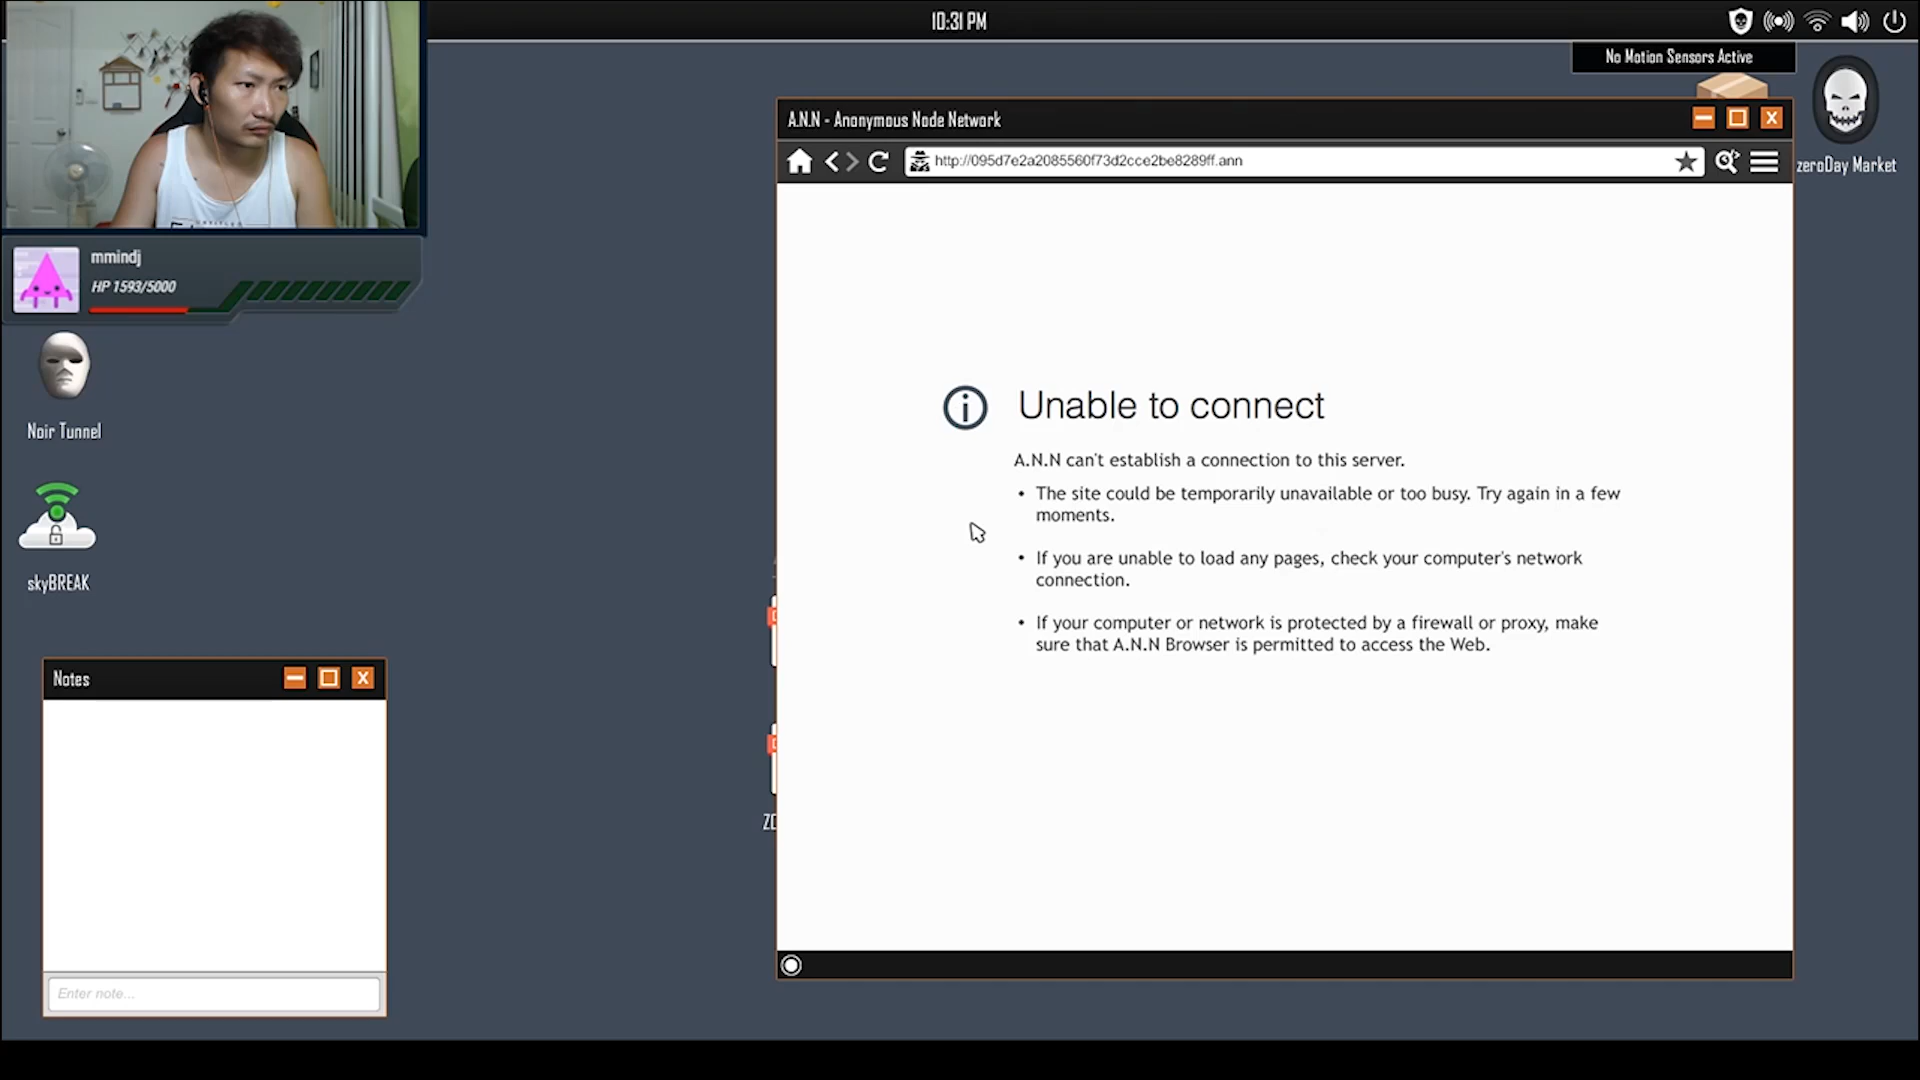 10:31 PM
No Motion Sensors Active
zeroDay Market
A.N.N - Anonymous Node Network
http://095d7e2a2085560f73d2cce2be8289ff.ann
mmindj
HP 1593/5000
Noir Tunnel
skyBREAK
Unable to connect
A.N.N can't establish a connection to this server.
• The site could be temporarily unavailable or too busy. Try again in a few
moments.
• If you are unable to load any pages, check your computer's network
connection.
• If your computer or network is protected by a firewall or proxy, make
sure that A.N.N Browser is permitted to access the Web.
Notes
Enter note...